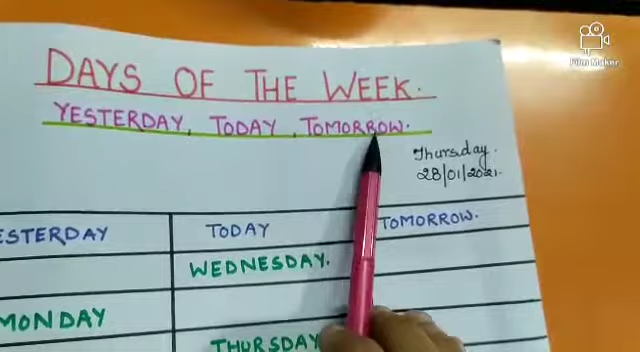 DAYS OF THE WEEK.
YESTERDAY, TODAY, TOMORROW.
Thursday.
28/01/2021.
ESTERDAY TODAY TOMORROW.
WEDNESDAY.
MONDAY
THURSDAY
Film Maker